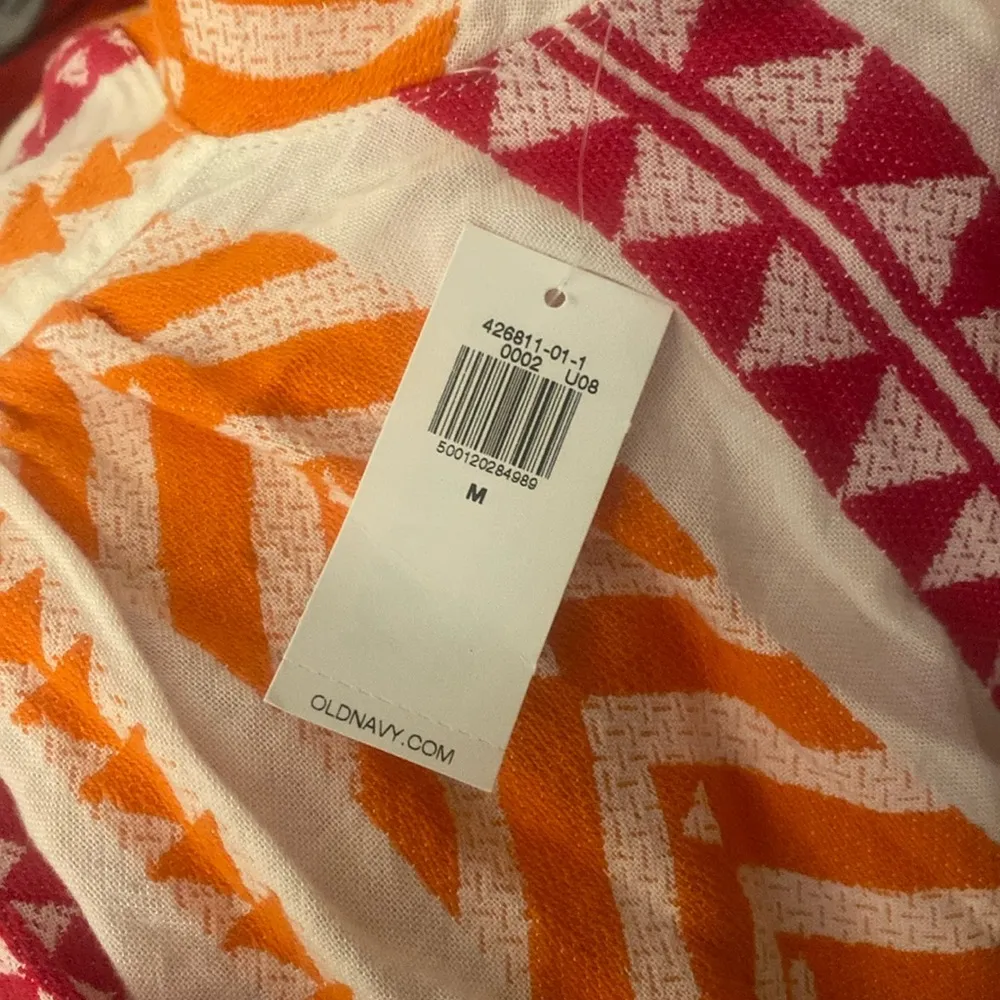 426811-01-1
0002 U08
500120284989
M
OLDNAVY.COM